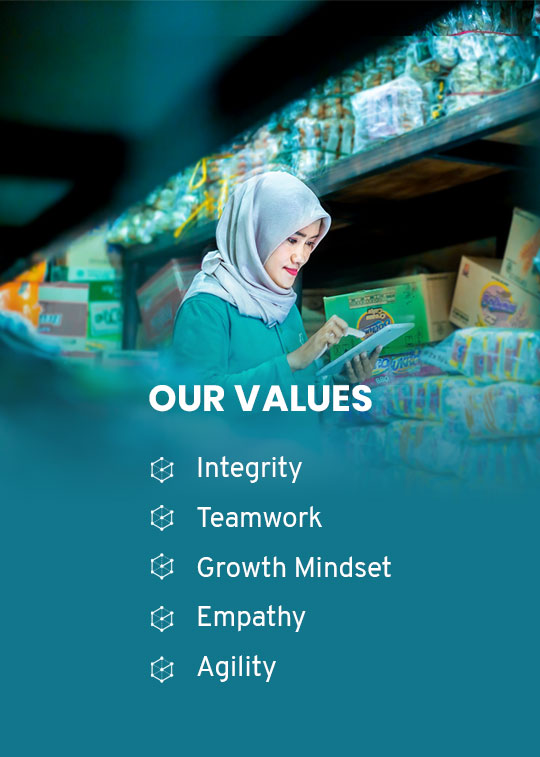 OUR VALUES
Integrity
Teamwork
Growth Mindset
Empathy
Agility